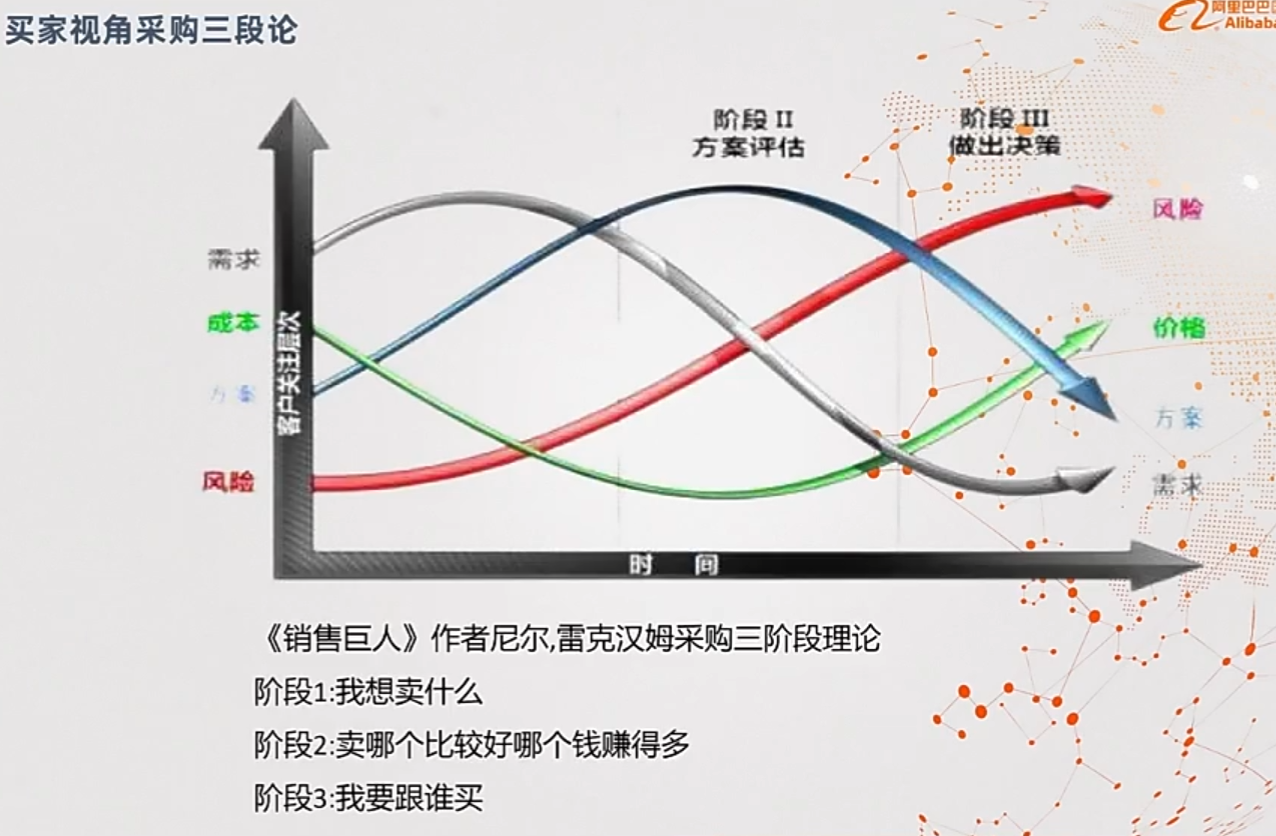 买家视角采购三段论
阿里巴巴
Alibaba
阶段 II
方案评估
阶段 III
做出决策
需求
成本
方案
风险
客户关注层次
风险
价格
方案
需求
时 间
《销售巨人》作者尼尔,雷克汉姆采购三阶段理论
阶段1:我想卖什么
阶段2:卖哪个比较好哪个钱赚得多
阶段3:我要跟谁买